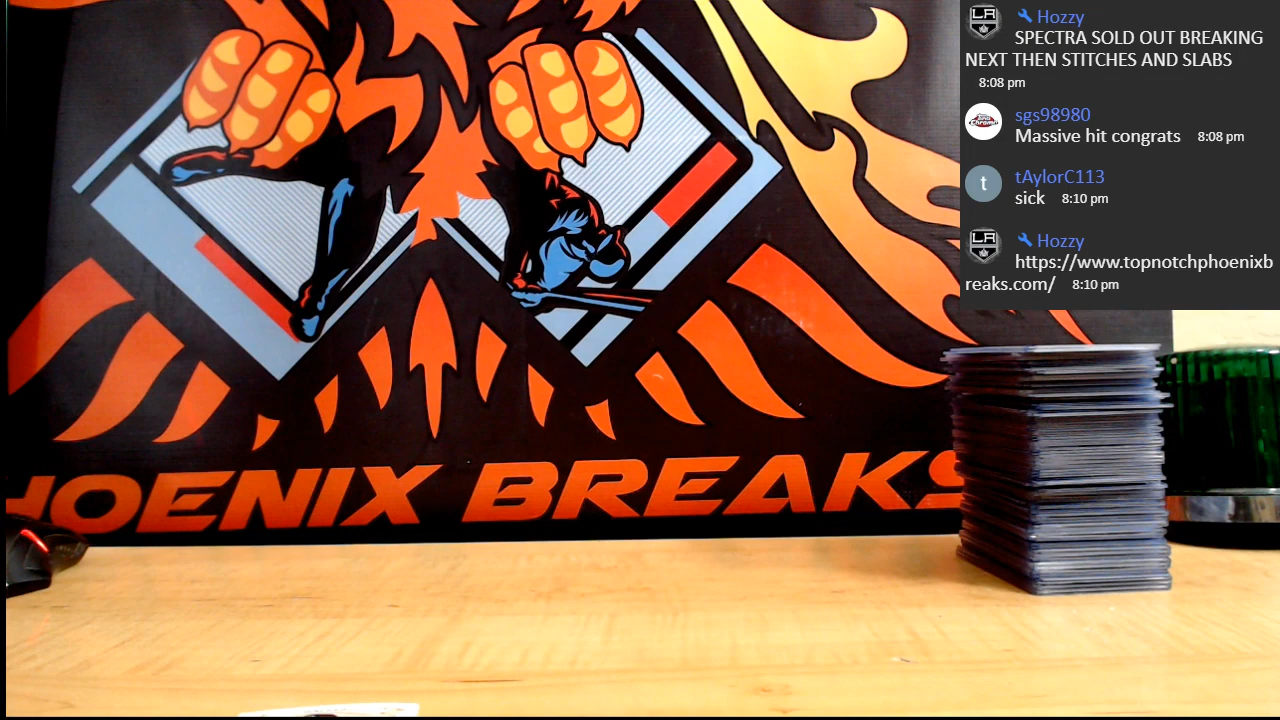 Hozzy
SPECTRA SOLD OUT BREAKING
NEXT THEN STITCHES AND SLABS
8:08 pm
sgs98980
Massive hit congrats 8:08 pm
t tAylorC113
sick 8:10 pm
LA Hozzy
https://www.topnotchphoenixb
reaks.com/ 8:10 pm
HOENIX BREAKS